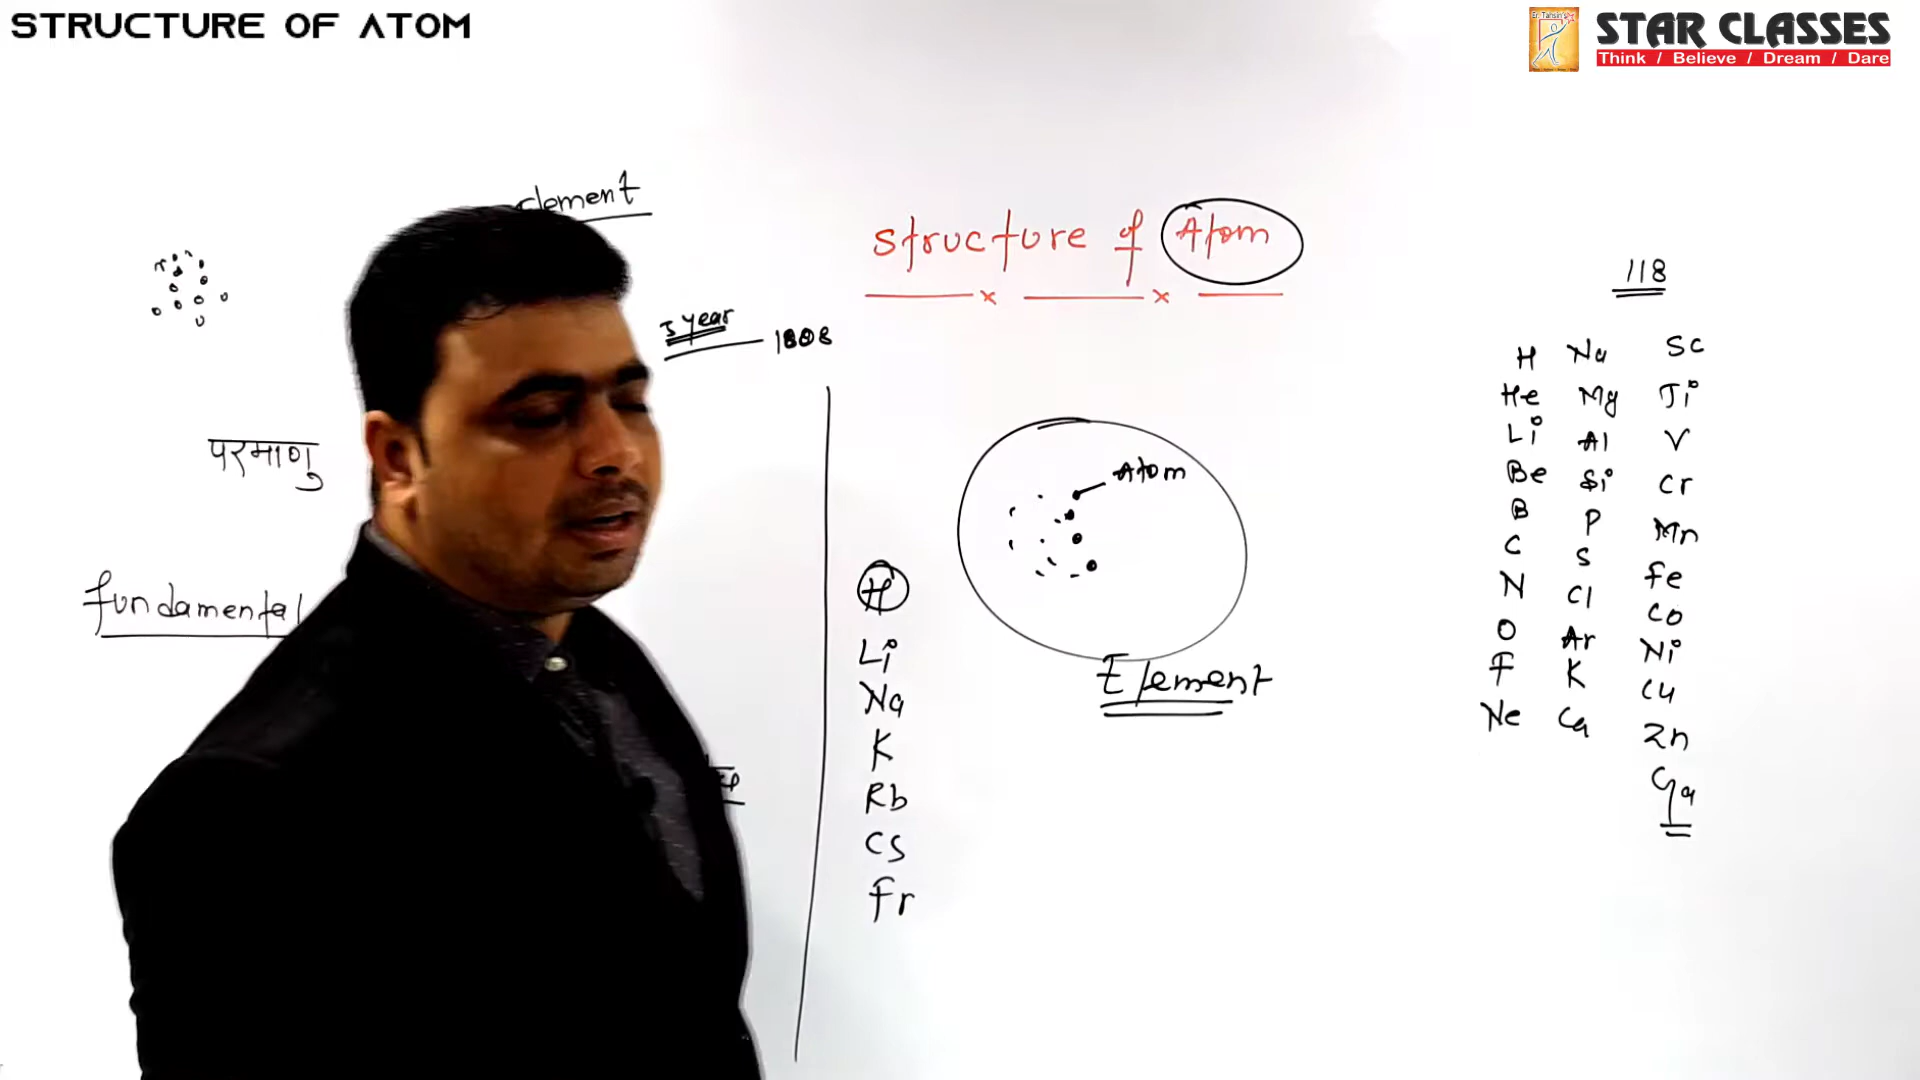 STRUCTURE OF ATOM
Er. Tahsin's
STAR CLASSES
Think / Believe / Dream / Dare
element
structure of Atom
118
year
1808
परमाणु
fundamental
Atom
Element
H
Li
Na
K
Rb
Cs
Fr
H Na Sc
He Mg Ti
Li Al V
Be Si Cr
B P Mn
C S Fe
N Cl Co
O Ar Ni
F K Cu
Ne Ca Zn
Ga